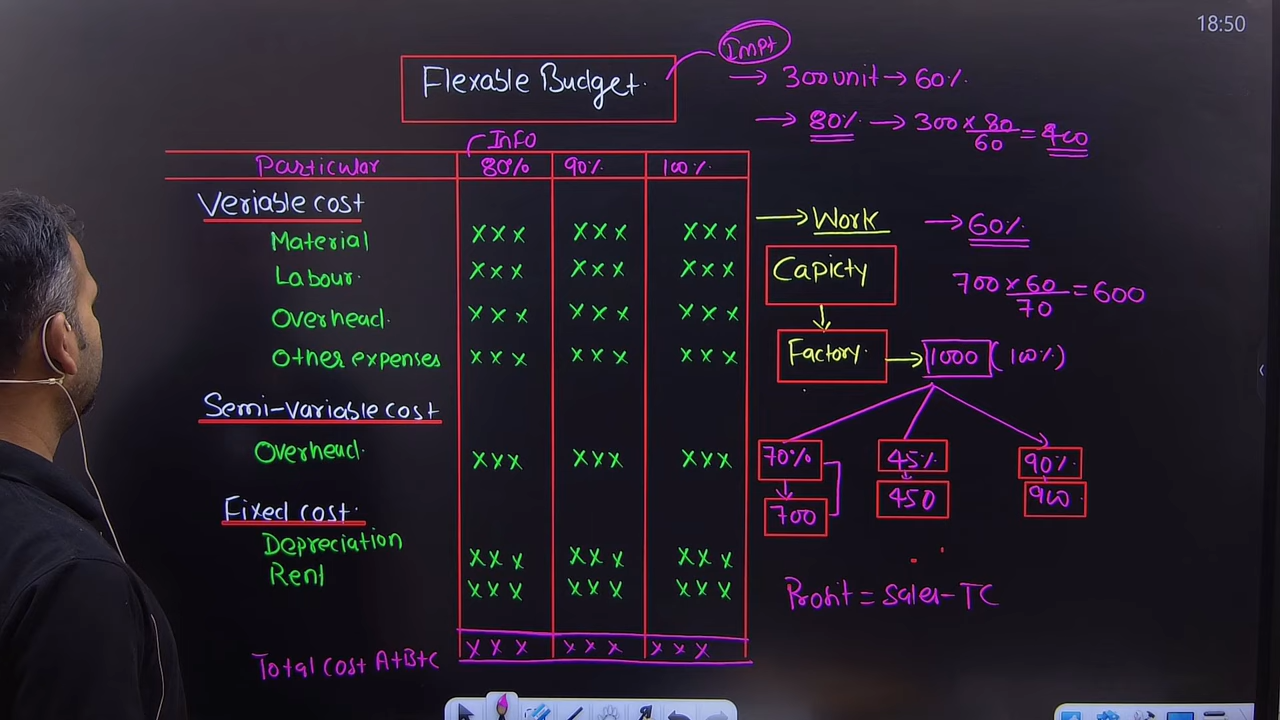 18:50
Impt
Flexable Budget.
→ 300 unit → 60%
→ 80% → 300 × 80/60 = 400
Info
Particular 80% 90% 100%
Veriable cost
Material xxx xxx xxx
Labour. xxx xxx xxx
Overhead. xxx xxx xxx
Other expenses xxx xxx xxx
Semi-variable cost
Overhead. xxx xxx xxx
Fixed cost.
Depreciation xxx xxx xxx
Rent xxx xxx xxx
Total cost A+B+C xxx xxx xxx
→ Work → 60%
Capicty
700 × 60/70 = 600
Factory. → 1000 (100%)
70% 45% 90%
700 450 900
Profit = Sales - TC